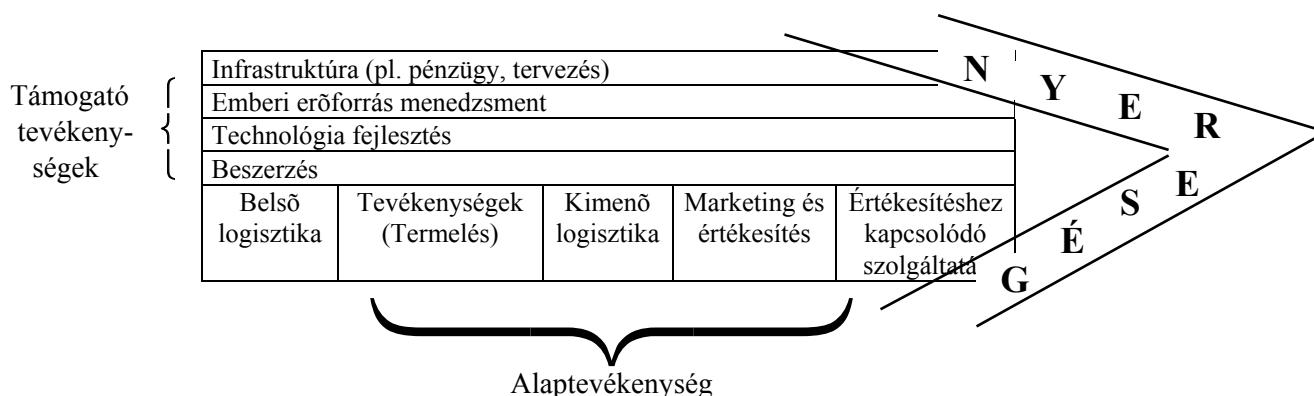 Támogató
tevékeny-
ségek
Infrastruktúra (pl. pénzügy, tervezés)
Emberi erõforrás menedzsment
Technológia fejlesztés
Beszerzés
Belsõ
logisztika
Tevékenységek
(Termelés)
Kimenõ
logisztika
Marketing és
értékesítés
Értékesítéshez
kapcsolódó
szolgáltatá
N Y E R
E S É G
Alaptevékenység